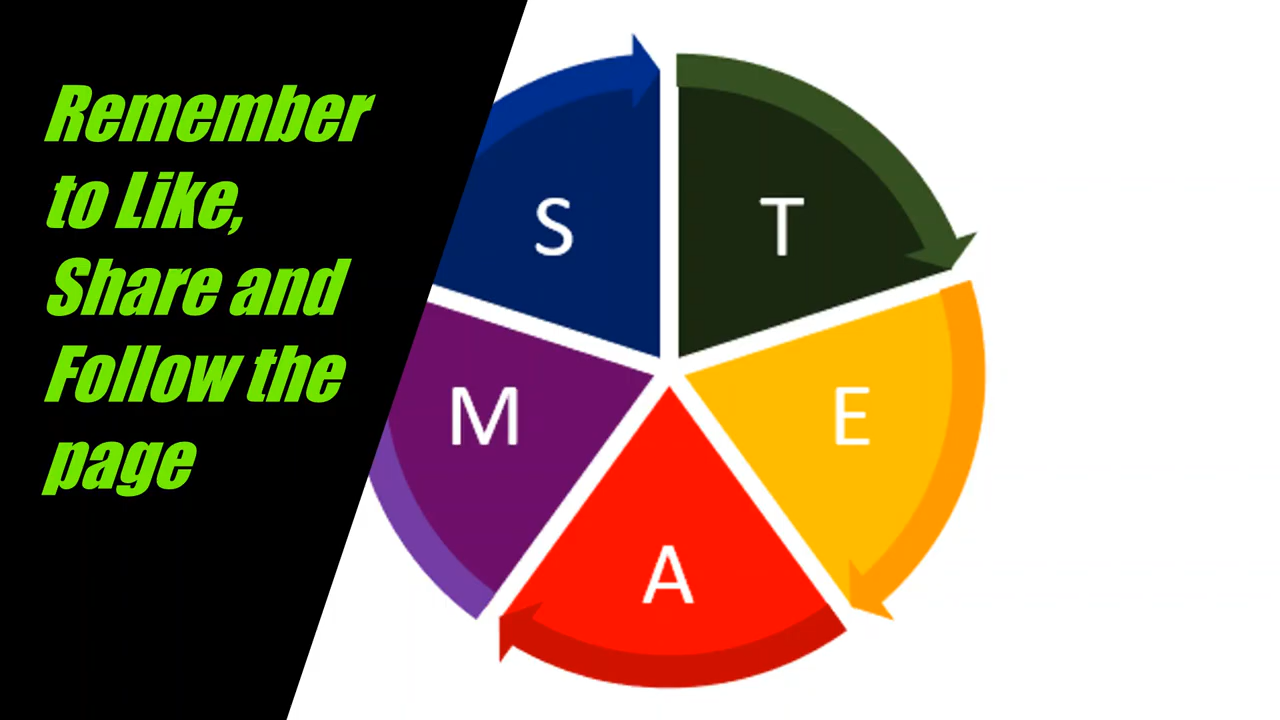 Remember
to Like,
Share and
Follow the
page
S
T
E
A
M